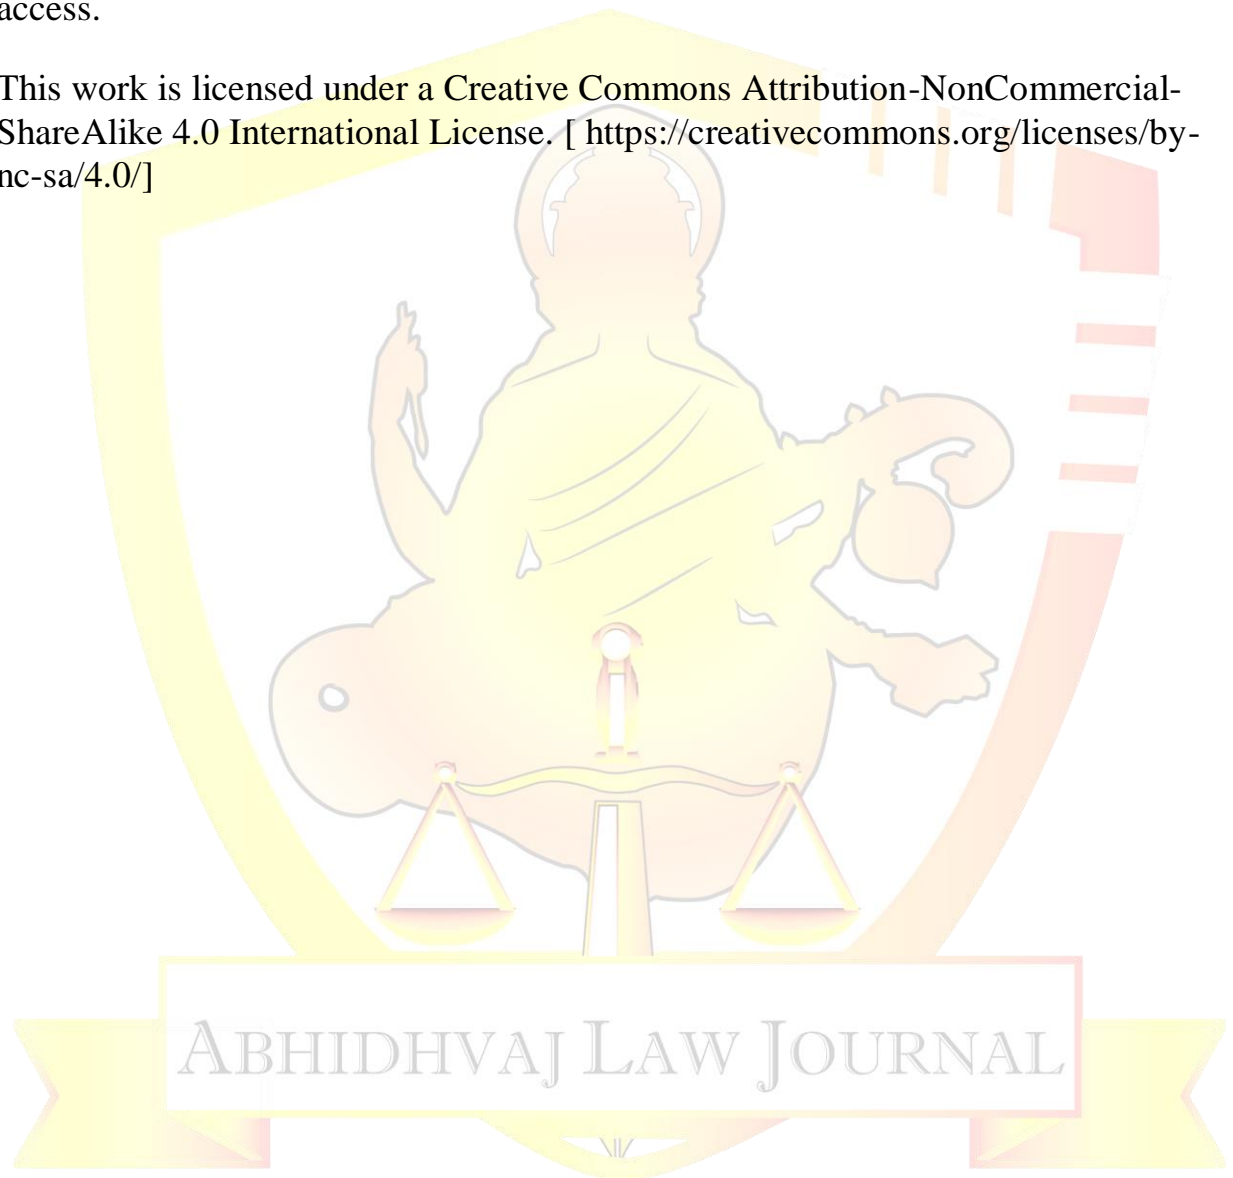 access.
This work is licensed under a Creative Commons Attribution-NonCommercial-
ShareAlike 4.0 International License. [ https://creativecommons.org/licenses/by-
nc-sa/4.0/]
ABHIDHVAJ LAW JOURNAL